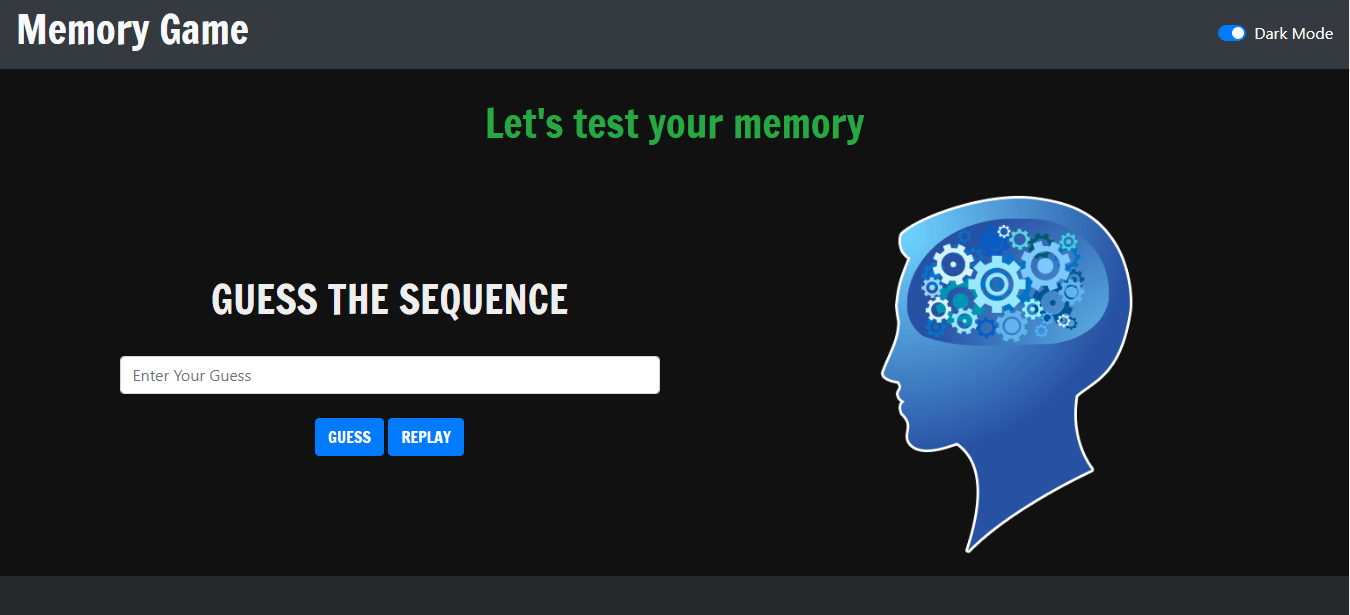 Memory Game
Dark Mode
Let's test your memory
GUESS THE SEQUENCE
Enter Your Guess
GUESS
REPLAY